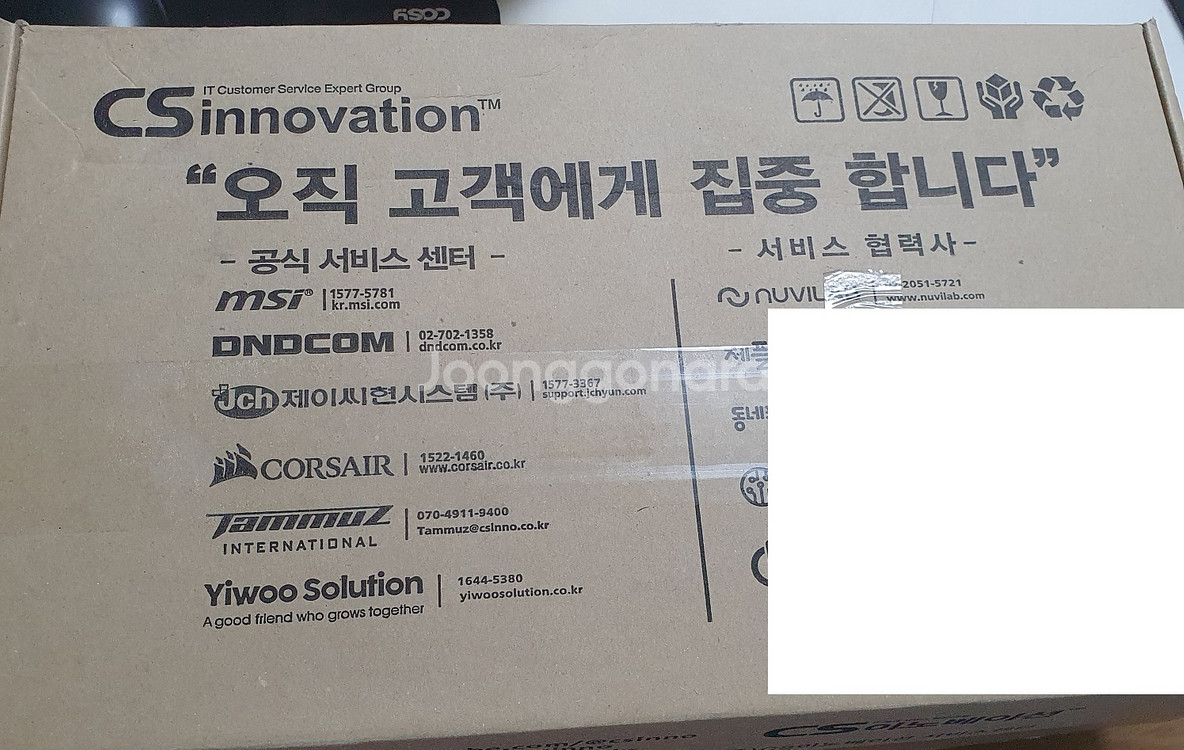 COSY
IT Customer Service Expert Group
CSinnovation™
“오직 고객에게 집중 합니다”
- 공식 서비스 센터 -
msi® | 1577-5781
kr.msi.com
DNDCOM | 02-702-1358
dndcom.co.kr
Jch 제이씨현시스템(주) | 1577-3367
support.jchyun.com
CORSAIR | 1522-1460
www.corsair.co.kr
Tammuz INTERNATIONAL | 070-4911-9400
Tammuz@csinno.co.kr
Yiwoo Solution | 1644-5380
A good friend who grows together
yiwoosolution.co.kr
- 서비스 협력사 -
2051-5721
www.nuvilab.com
Joonggonara